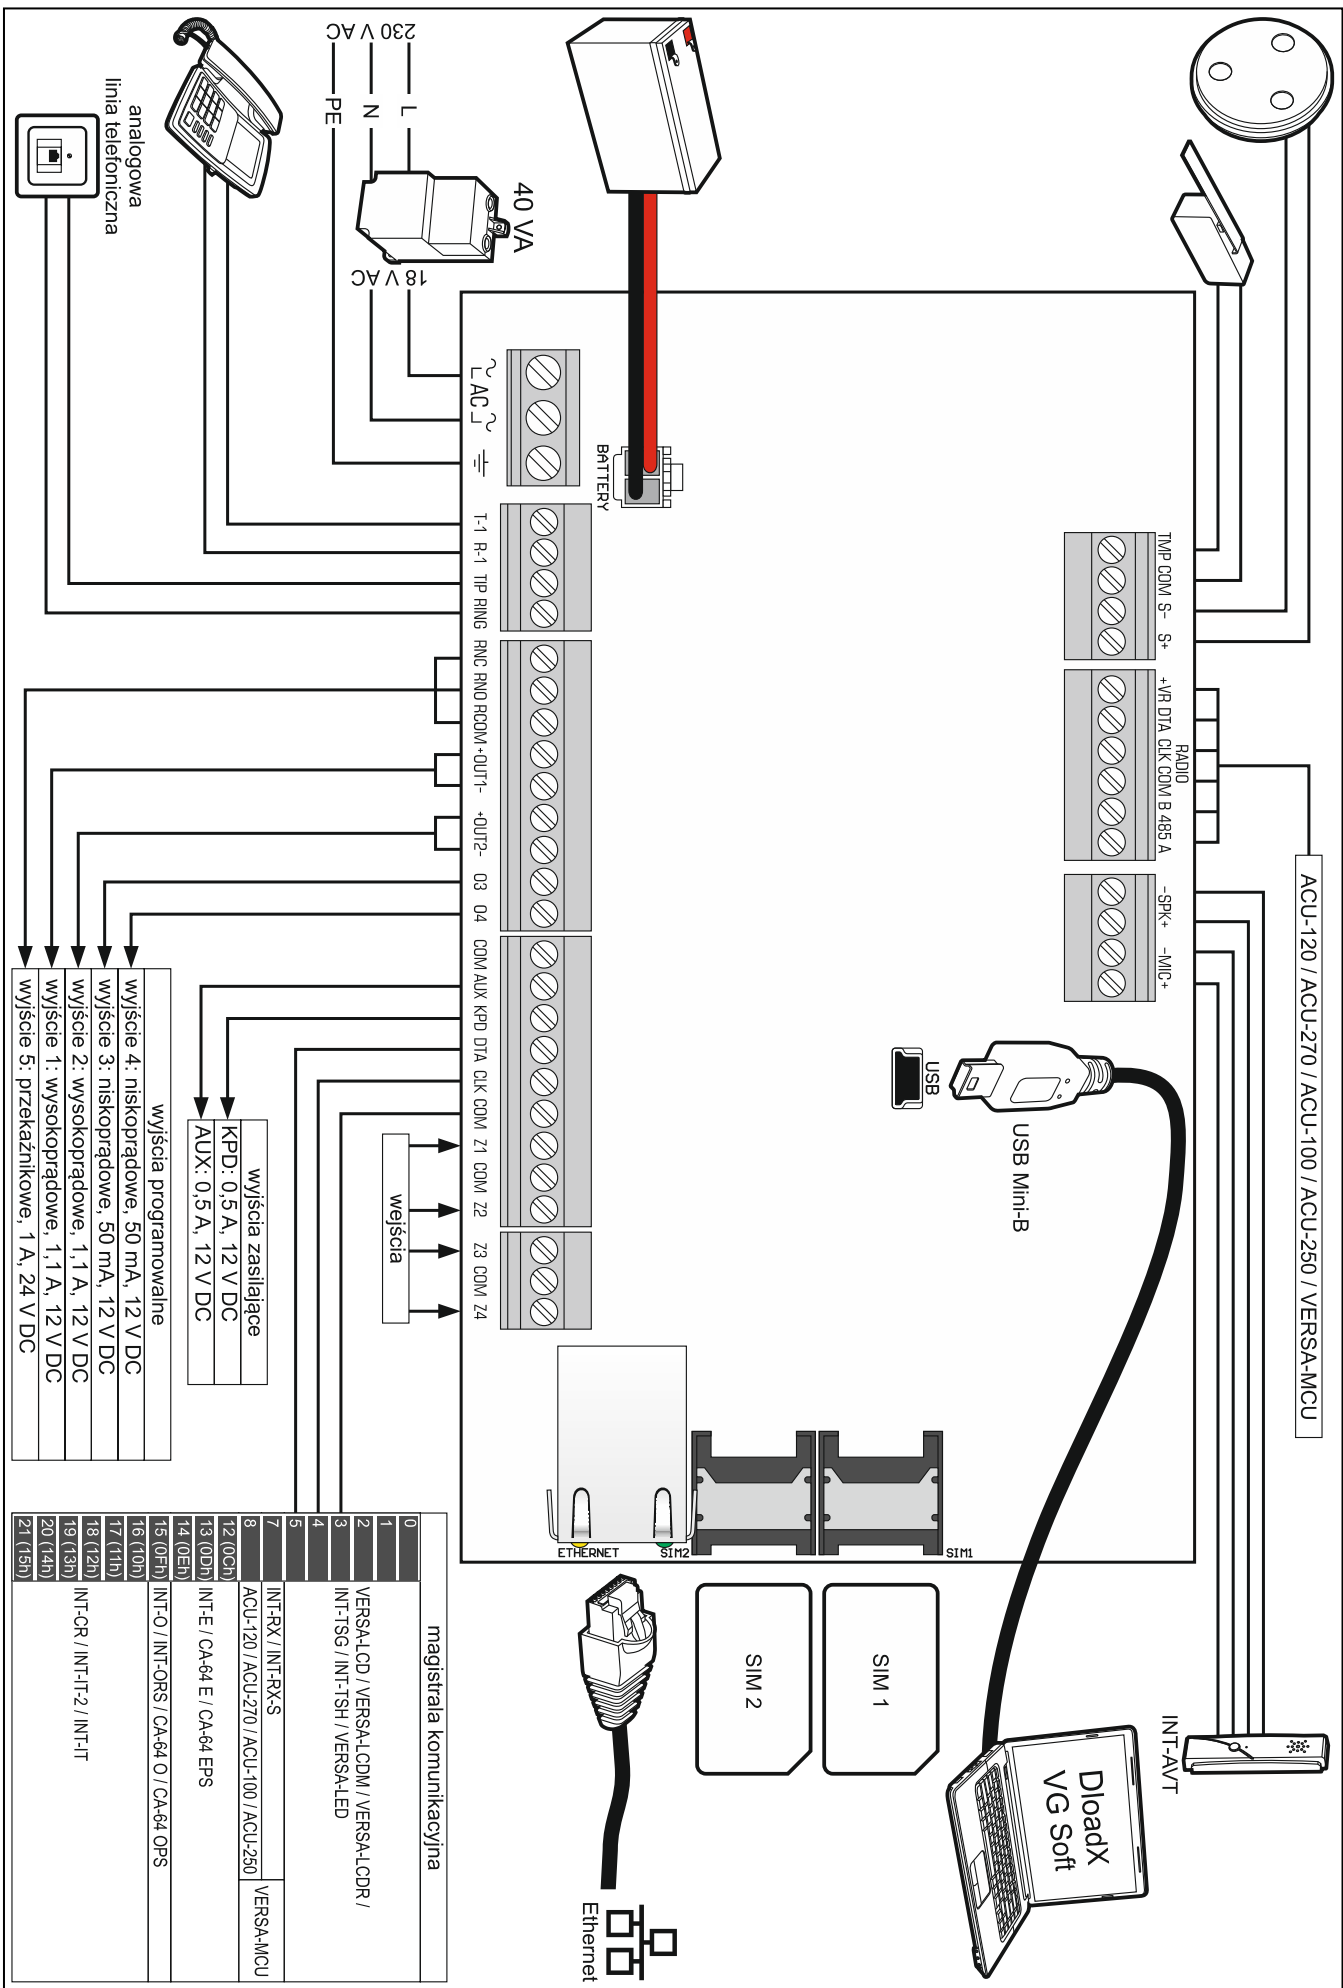 230 V AC
L
N
PE
40 VA
18 V AC
analogowa
linia telefoniczna
BATTERY
AC
T-1 R-1 TIP RING
RNC RNO RCOM +OUT1- +OUT2- O3 O4
COM AUX KPD DTA CLK COM Z1 COM Z2
Z3 COM Z4
TMP COM S- S+
RADIO
+VR DTA CLK COM B 485 A
-SPK+ -MIC+
ACU-120 / ACU-270 / ACU-100 / ACU-250 / VERSA-MCU
USB
USB Mini-B
INT-AVT
DloadX
VG Soft
SIM 1
SIM 2
SIM1
SIM2
ETHERNET
Ethernet
wejścia
wyjścia zasilające
KPD: 0,5 A, 12 V DC
AUX: 0,5 A, 12 V DC
wyjścia programowalne
wyjście 4: niskoprądowe, 50 mA, 12 V DC
wyjście 3: niskoprądowe, 50 mA, 12 V DC
wyjście 2: wysokoprądowe, 1,1 A, 12 V DC
wyjście 1: wysokoprądowe, 1,1 A, 12 V DC
wyjście 5: przekaźnikowe, 1 A, 24 V DC
magistrala komunikacyjna
0
1
2
3
4
5
VERSA-LCD / VERSA-LCDM / VERSA-LCDR /
INT-TSG / INT-TSH / VERSA-LED
7 INT-RX / INT-RX-S
8 ACU-120 / ACU-270 / ACU-100 / ACU-250
VERSA-MCU
12 (0Ch)
13 (0Dh)
14 (0Eh)
INT-E / CA-64 E / CA-64 EPS
15 (0Fh) INT-O / INT-ORS / CA-64 O / CA-64 OPS
16 (10h)
17 (11h)
18 (12h)
19 (13h)
20 (14h)
21 (15h)
INT-CR / INT-IT-2 / INT-IT